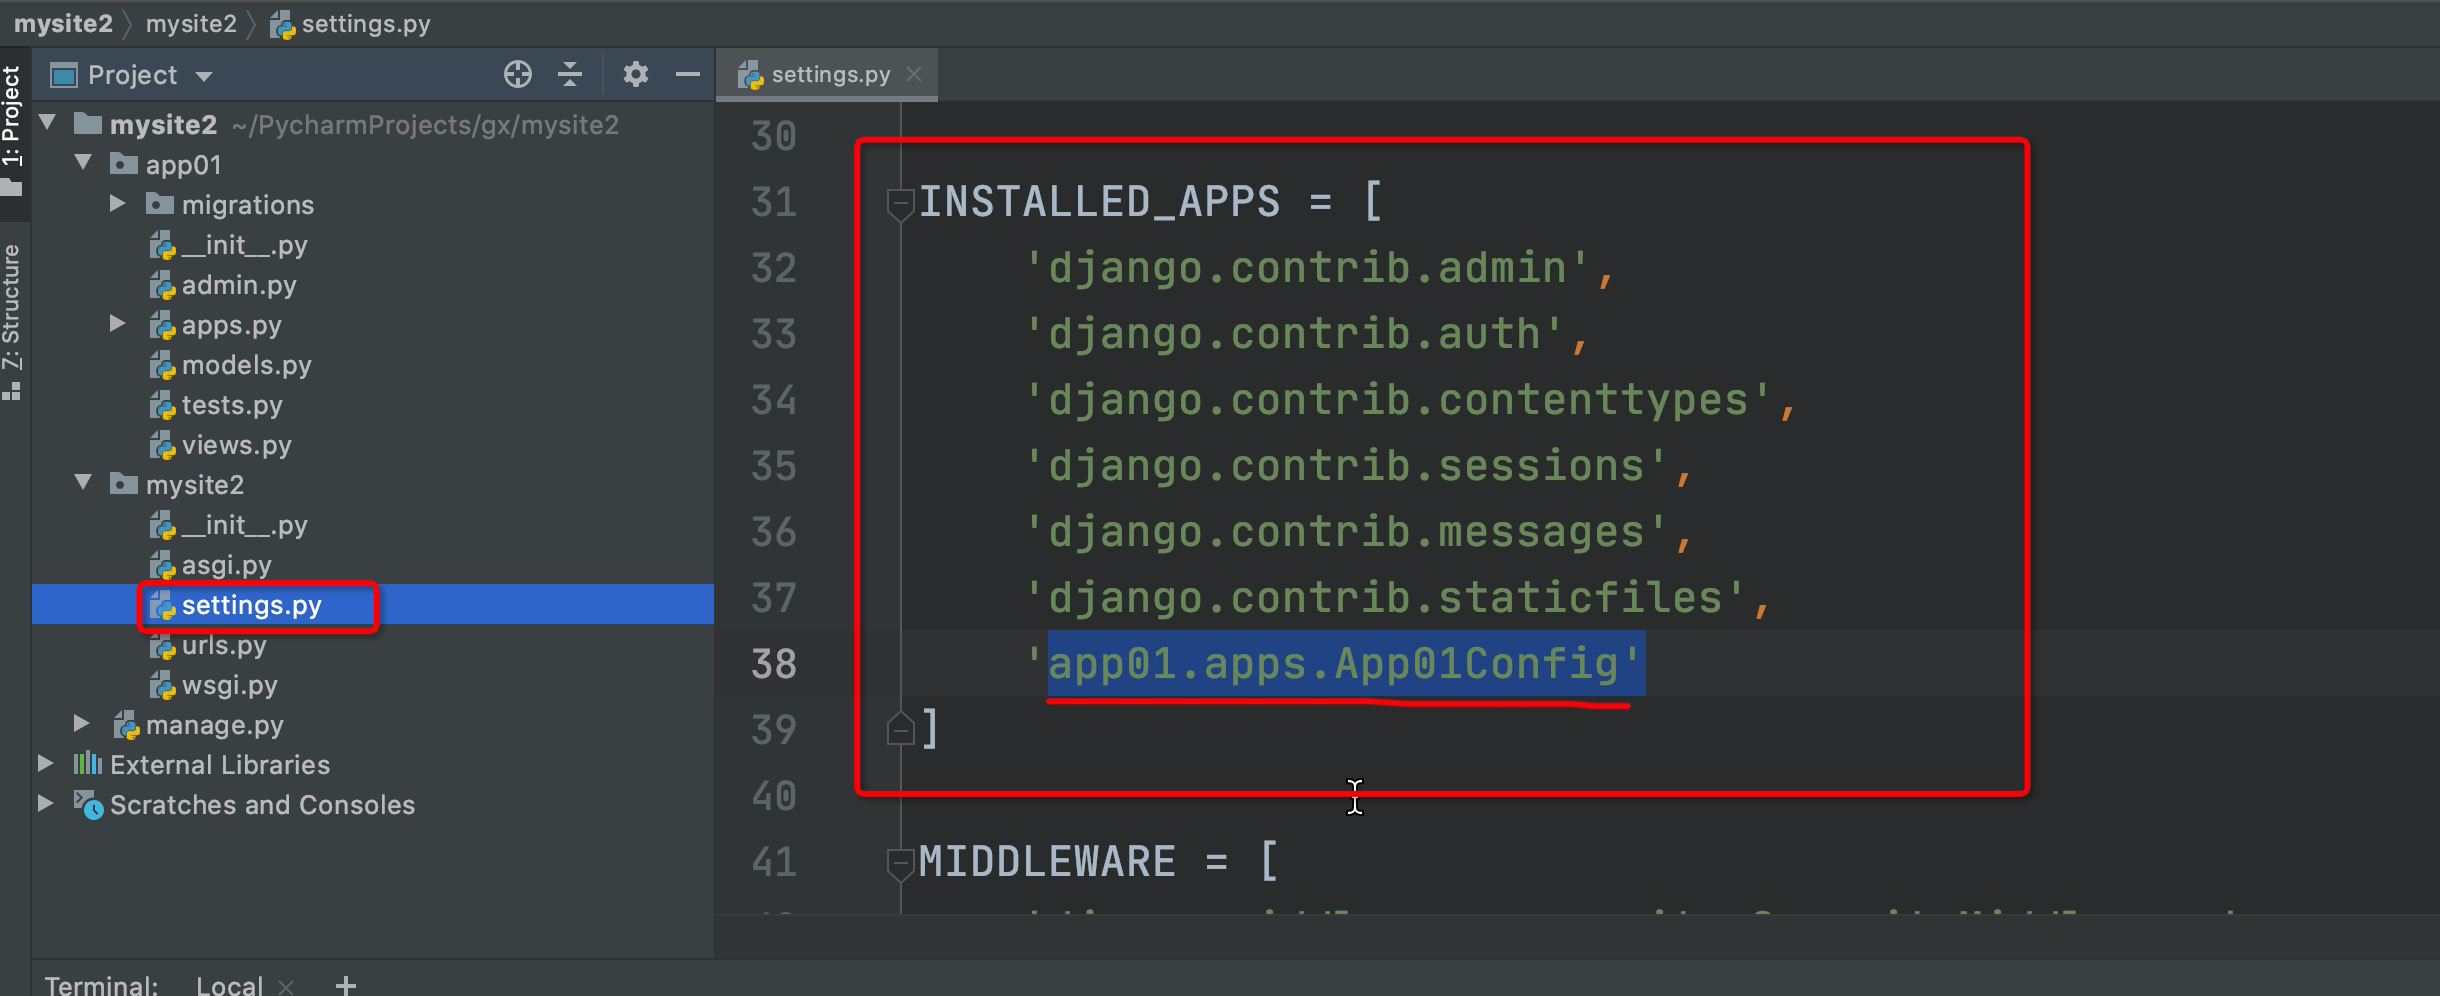 mysite2 mysite2 settings.py
1: Project
7: Structure
Project
mysite2 ~/PycharmProjects/gx/mysite2
app01
migrations
__init__.py
admin.py
apps.py
models.py
tests.py
views.py
mysite2
__init__.py
asgi.py
settings.py
urls.py
wsgi.py
manage.py
External Libraries
Scratches and Consoles
settings.py
30
31 INSTALLED_APPS = [
32 'django.contrib.admin',
33 'django.contrib.auth',
34 'django.contrib.contenttypes',
35 'django.contrib.sessions',
36 'django.contrib.messages',
37 'django.contrib.staticfiles',
38 'app01.apps.App01Config'
39 ]
40
41 MIDDLEWARE = [
Terminal: Local +